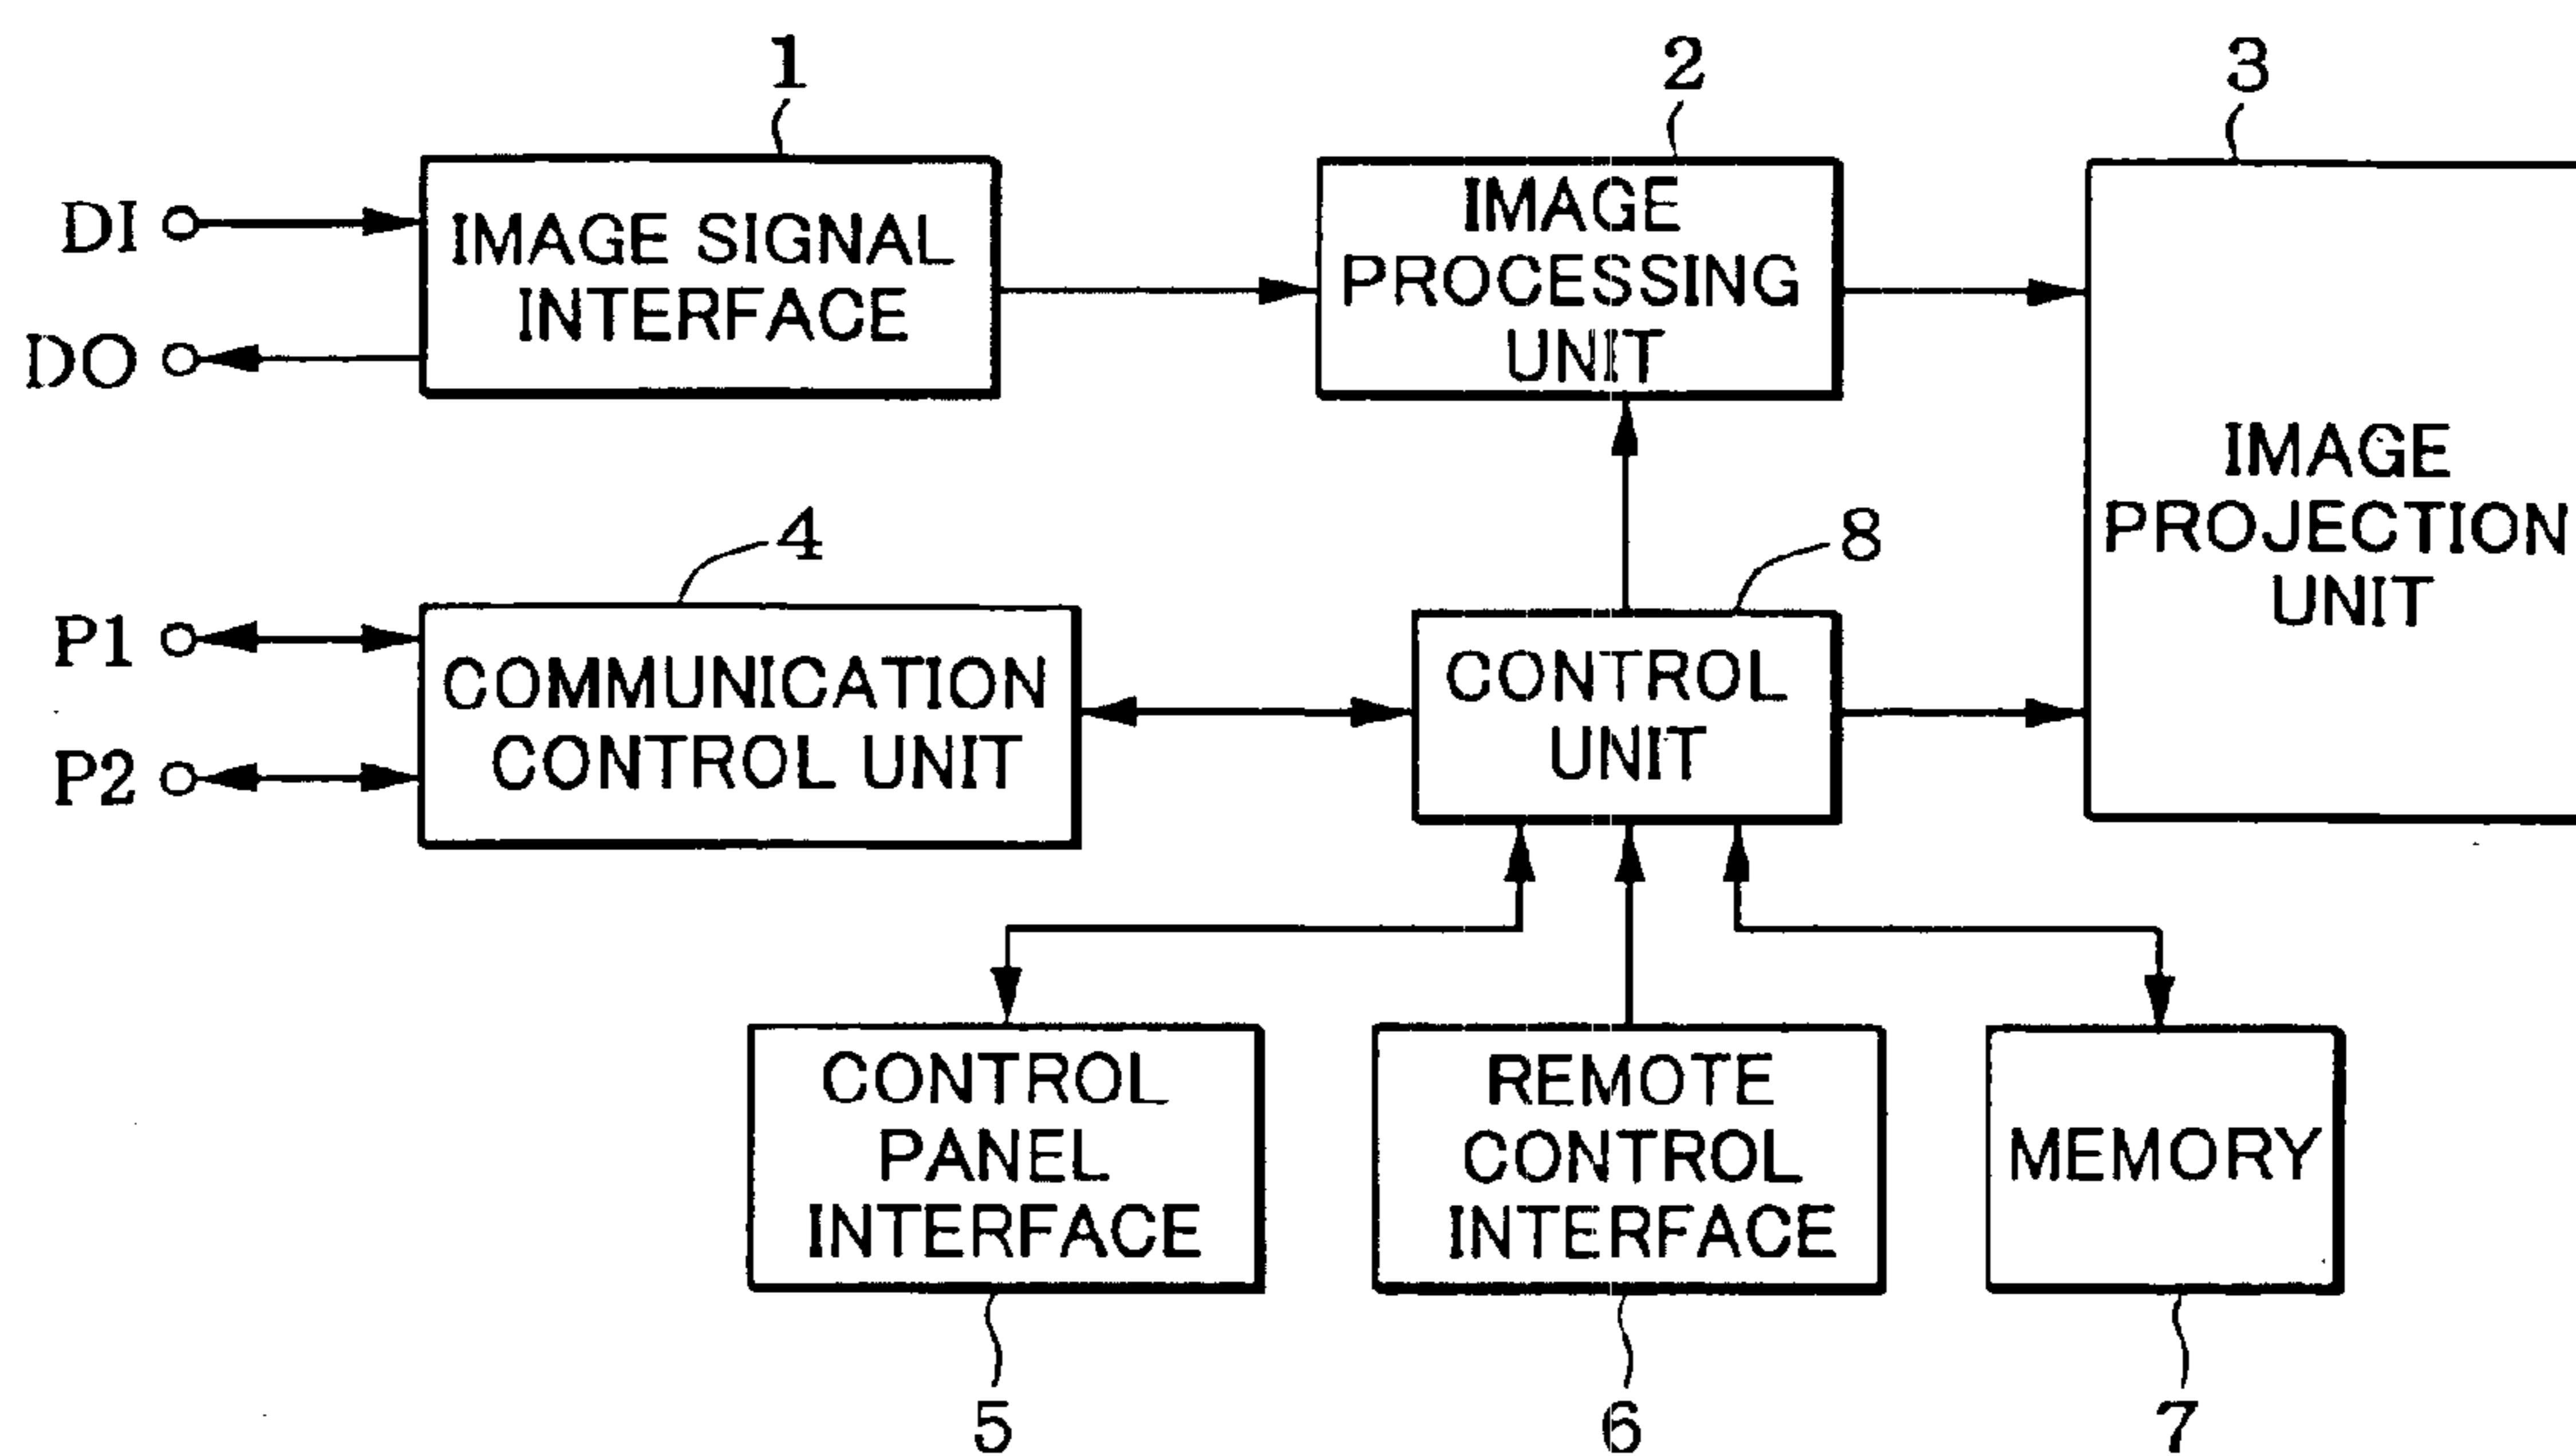 1
2
3
DI
DO
IMAGE SIGNAL
INTERFACE
IMAGE
PROCESSING
UNIT
IMAGE
PROJECTION
UNIT
4
8
P1
P2
COMMUNICATION
CONTROL UNIT
CONTROL
UNIT
CONTROL
PANEL
INTERFACE
REMOTE
CONTROL
INTERFACE
MEMORY
5
6
7